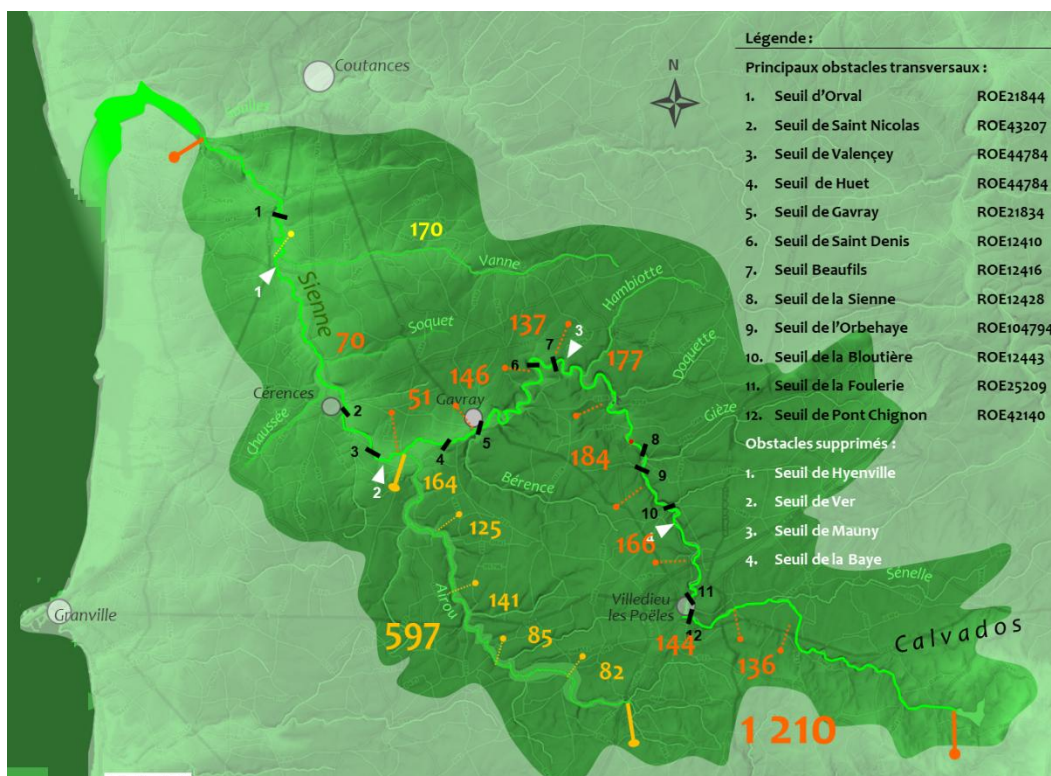 Légende :
Principaux obstacles transversaux :
1. Seuil d'Orval ROE21844
2. Seuil de Saint Nicolas ROE43207
3. Seuil de Valençey ROE44784
4. Seuil de Huet ROE44784
5. Seuil de Gavray ROE21834
6. Seuil de Saint Denis ROE12410
7. Seuil Beaufils ROE12416
8. Seuil de la Sienne ROE12428
9. Seuil de l'Orbehaye ROE104794
10. Seuil de la Bloutière ROE12443
11. Seuil de la Foulerie ROE25209
12. Seuil de Pont Chignon ROE42140
Obstacles supprimés :
1. Seuil de Hyenville
2. Seuil de Ver
3. Seuil de Mauny
4. Seuil de la Baye
N
Coutances
Soulles
1
170
Vanne
1
Sienne
Hambiotte
Soquet
137
3
70
7
177
6
Doquette
146
Cérences
51
Gavray
2
Gièze
Chaussée
5
8
3
4
184
9
2
164
Bérence
10
4
125
166
Sénelle
Airou
141
11
Granville
Villedieu
les Poëles
597
85
12
Calvados
144
136
82
1 210